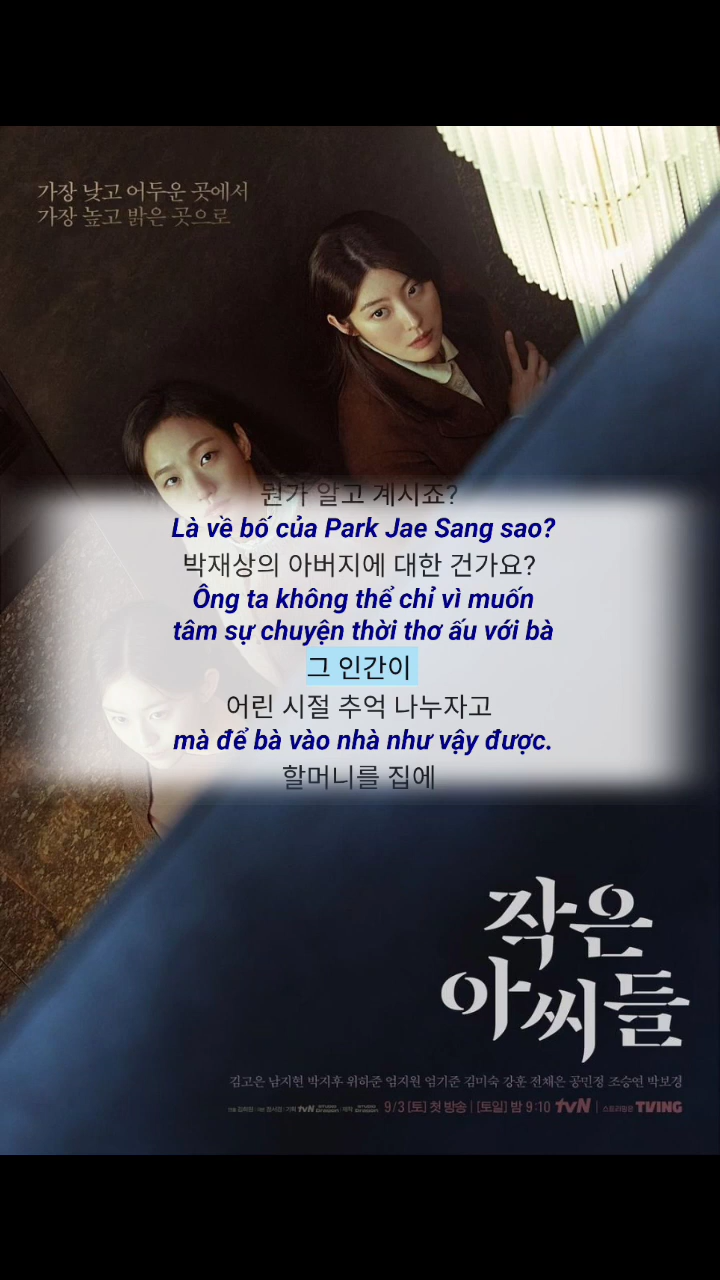 가장 낮고 어두운 곳에서
가장 높고 밝은 곳으로
뭔가 알고 계시죠?
Là về bố của Park Jae Sang sao?
박재상의 아버지에 대한 건가요?
Ông ta không thể chỉ vì muốn
tâm sự chuyện thời thơ ấu với bà
그 인간이
어린 시절 추억 나누자고
mà để bà vào nhà như vậy được.
할머니를 집에
작은
아씨들
김고은 남지현 박지후 위하준 엄지원 엄기준 김미숙 강훈 전채은 공민정 조승연 박보경
9/3 [토] 첫 방송 | [토일] 밤 9:10 tvN | 스트리밍은 TVING